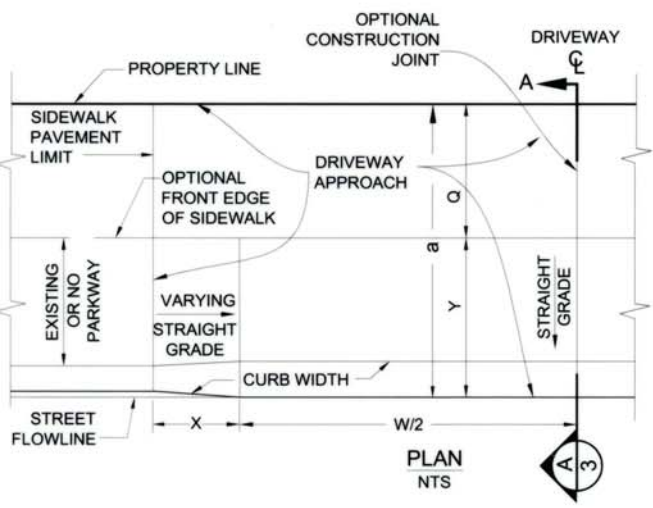 OPTIONAL
CONSTRUCTION
JOINT
DRIVEWAY
℄
A
PROPERTY LINE
SIDEWALK
PAVEMENT
LIMIT
DRIVEWAY
APPROACH
OPTIONAL
FRONT EDGE
OF SIDEWALK
Q
a
EXISTING
OR NO
PARKWAY
VARYING
STRAIGHT
GRADE
Y
STRAIGHT
GRADE
CURB WIDTH
STREET
FLOWLINE
X
W/2
PLAN
NTS
A
3